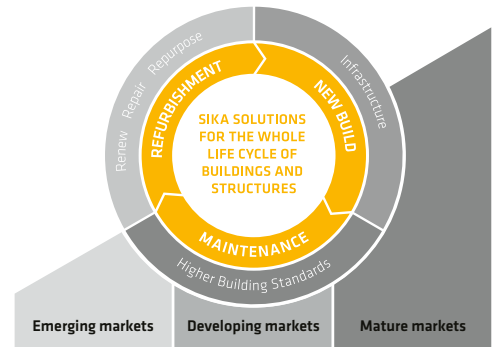 Renew Repair Repurpose
Infrastructure
REFURBISHMENT
NEW BUILD
SIKA SOLUTIONS
FOR THE WHOLE
LIFE CYCLE OF
BUILDINGS AND
STRUCTURES
MAINTENANCE
Higher Building Standards
Emerging markets
Developing markets
Mature markets